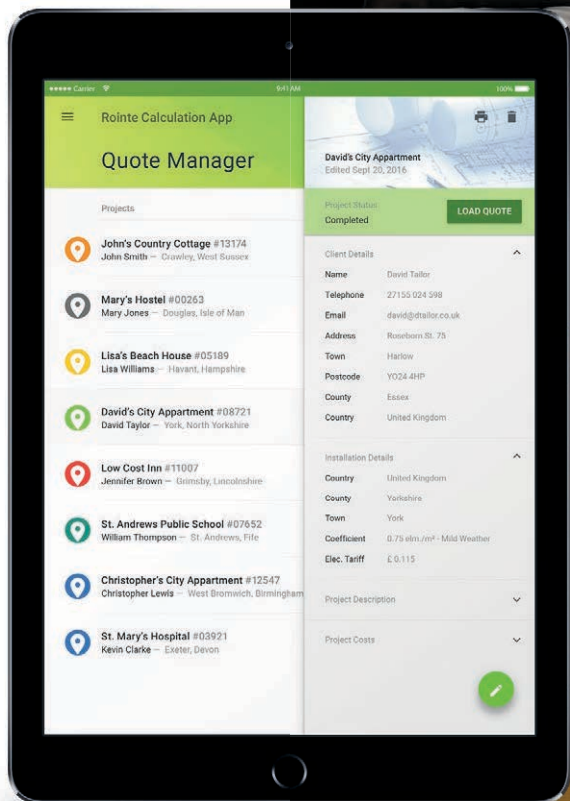 Carrier 9:41 AM 100%
Rointe Calculation App
Quote Manager
Projects
John's Country Cottage #13174
John Smith — Crawley, West Sussex
Mary's Hostel #00263
Mary Jones — Douglas, Isle of Man
Lisa's Beach House #05189
Lisa Williams — Havant, Hampshire
David's City Appartment #08721
David Taylor — York, North Yorkshire
Low Cost Inn #11007
Jennifer Brown — Grimsby, Lincolnshire
St. Andrews Public School #07652
William Thompson — St. Andrews, Fife
Christopher's City Appartment #12547
Christopher Lewis — West Bromwich, Birmingham
St. Mary's Hospital #03921
Kevin Clarke — Exeter, Devon
David's City Appartment
Edited Sept 20, 2016
Project Status
Completed
LOAD QUOTE
Client Details
Name David Tailor
Telephone 27155 024 598
Email david@dtailor.co.uk
Address Roseborn St. 75
Town Harlow
Postcode YO24 4HP
County Essex
Country United Kingdom
Installation Details
Country United Kingdom
County Yorkshire
Town York
Coefficient 0.75 elm./m² - Mild Weather
Elec. Tariff £ 0.115
Project Description
Project Costs